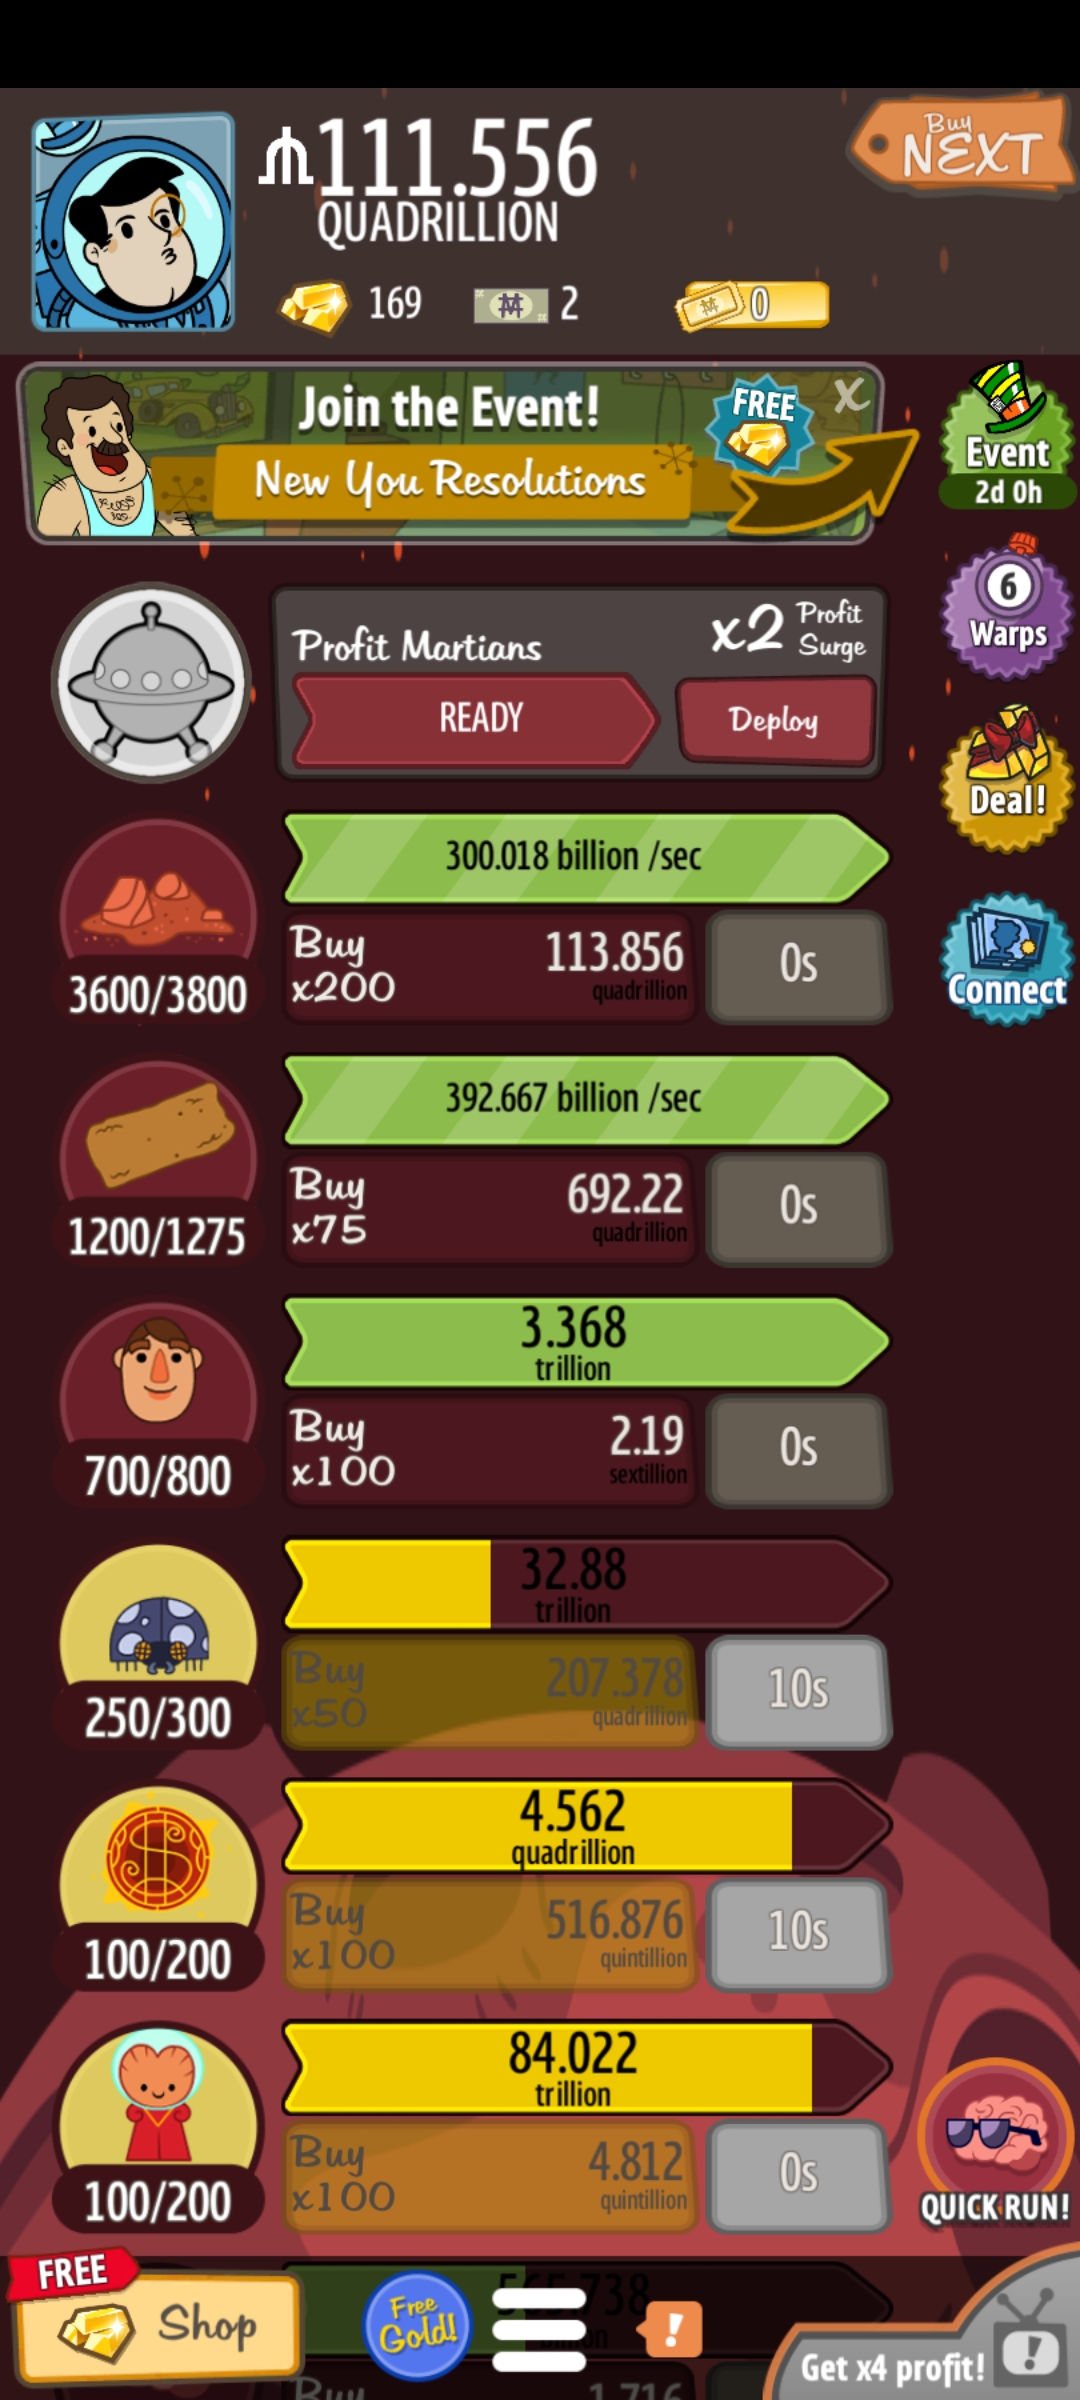 111.556
QUADRILLION
Buy
NEXT
169
2
0
Join the Event!
New You Resolutions
FREE
X
Event
2d 0h
6
Warps
Deal!
Connect
Profit Martians
x2 Profit
Surge
READY
Deploy
300.018 billion /sec
3600/3800
Buy
x200
113.856
quadrillion
0s
392.667 billion /sec
1200/1275
Buy
x75
692.22
quadrillion
0s
3.368
trillion
700/800
Buy
x100
2.19
sextillion
0s
32.88
trillion
250/300
Buy
x50
207.378
quadrillion
10s
4.562
quadrillion
100/200
Buy
x100
516.876
quintillion
10s
84.022
trillion
100/200
Buy
x100
4.812
quintillion
0s
QUICK RUN!
FREE
Shop
Free
Gold!
!
Get x4 profit!
!
Buy
1.716